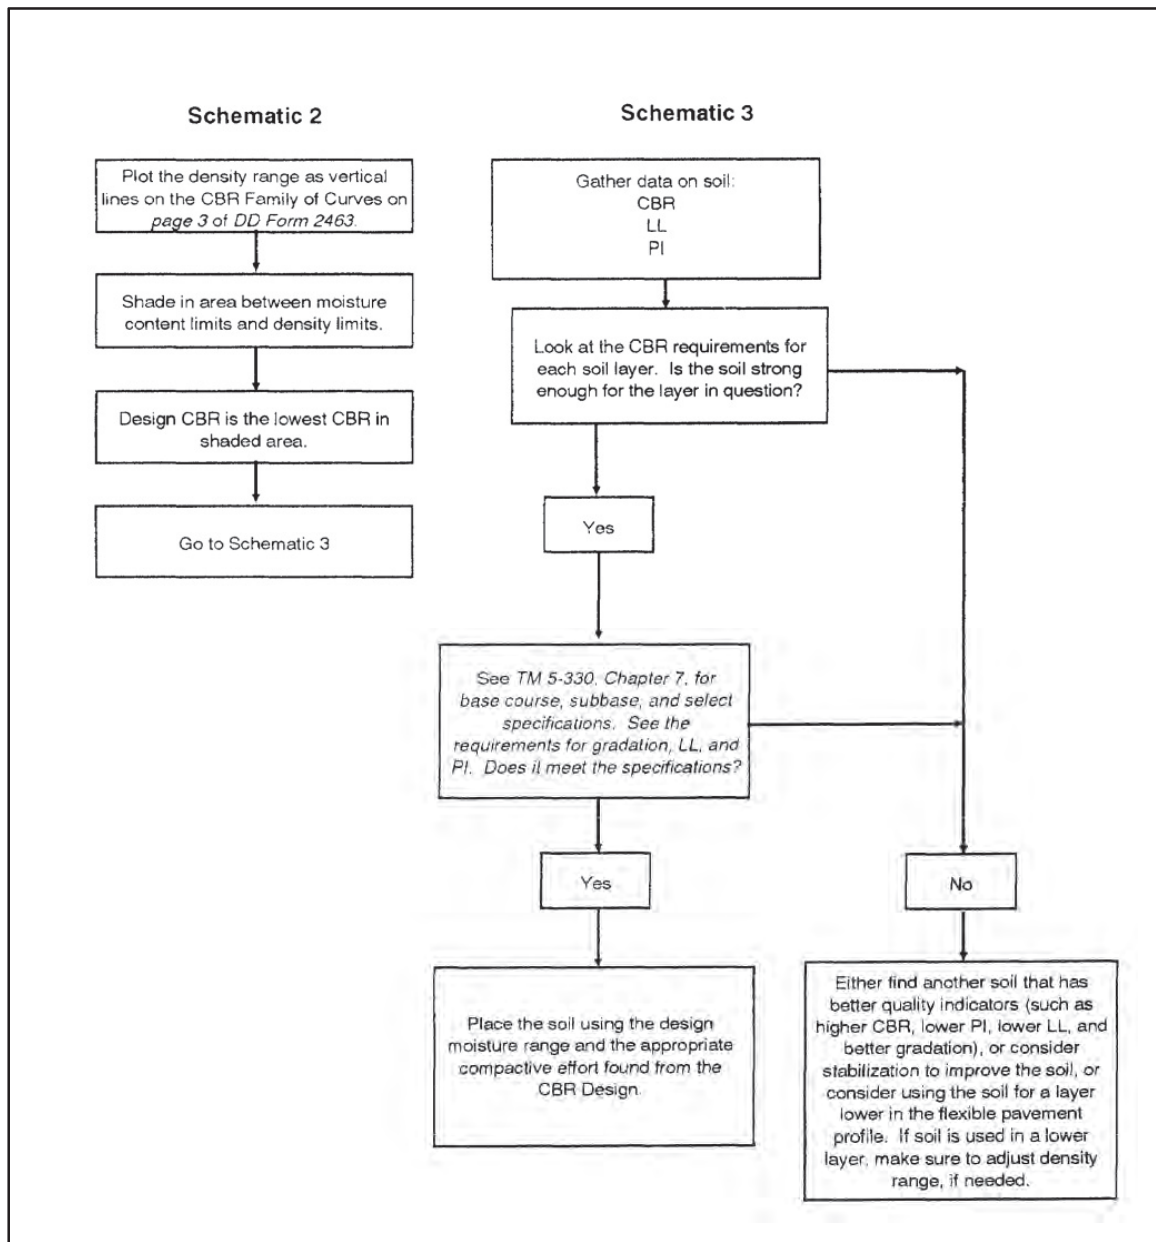 Schematic 2
Plot the density range as vertical
lines on the CBR Family of Curves on
page 3 of DD Form 2463.
Shade in area between moisture
content limits and density limits.
Design CBR is the lowest CBR in
shaded area.
Go to Schematic 3
Schematic 3
Gather data on soil:
CBR
LL
PI
Look at the CBR requirements for
each soil layer. Is the soil strong
enough for the layer in question?
Yes
See TM 5-330, Chapter 7, for
base course, subbase, and select
specifications. See the
requirements for gradation, LL, and
PI. Does it meet the specifications?
Yes
Place the soil using the design
moisture range and the appropriate
compactive effort found from the
CBR Design.
No
Either find another soil that has
better quality indicators (such as
higher CBR, lower PI, lower LL, and
better gradation), or consider
stabilization to improve the soil, or
consider using the soil for a layer
lower in the flexible pavement
profile. If soil is used in a lower
layer, make sure to adjust density
range, if needed.